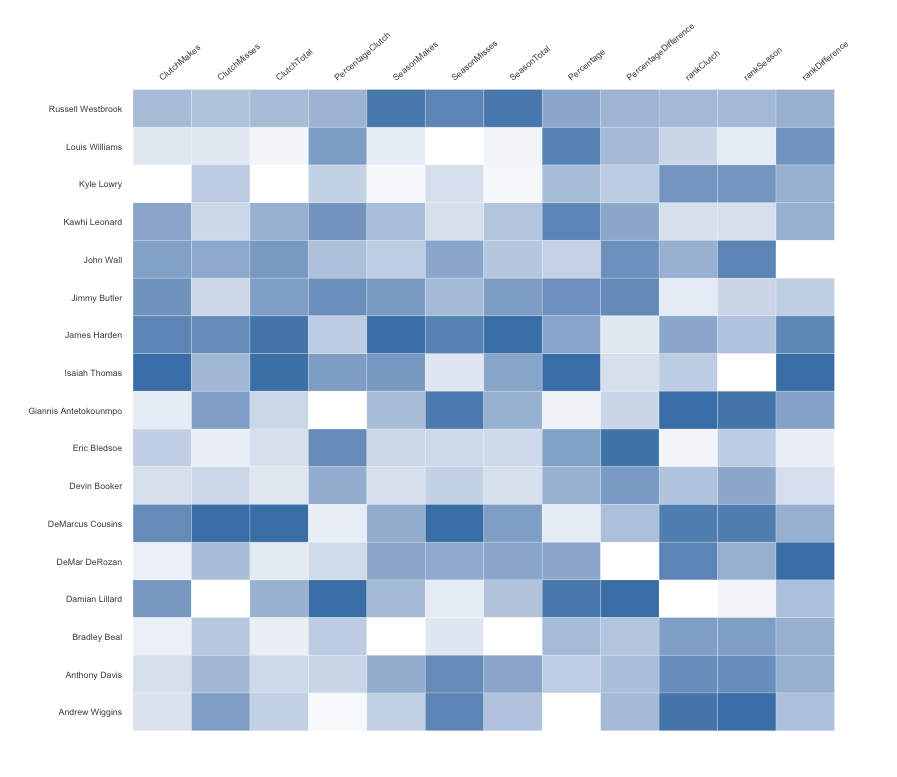 ClutchMakes
ClutchMisses
ClutchTotal
PercentageClutch
SeasonMakes
SeasonMisses
SeasonTotal
Percentage
PercentageDifference
rankClutch
rankSeason
rankDifference
Russell Westbrook
Louis Williams
Kyle Lowry
Kawhi Leonard
John Wall
Jimmy Butler
James Harden
Isaiah Thomas
Giannis Antetokounmpo
Eric Bledsoe
Devin Booker
DeMarcus Cousins
DeMar DeRozan
Damian Lillard
Bradley Beal
Anthony Davis
Andrew Wiggins